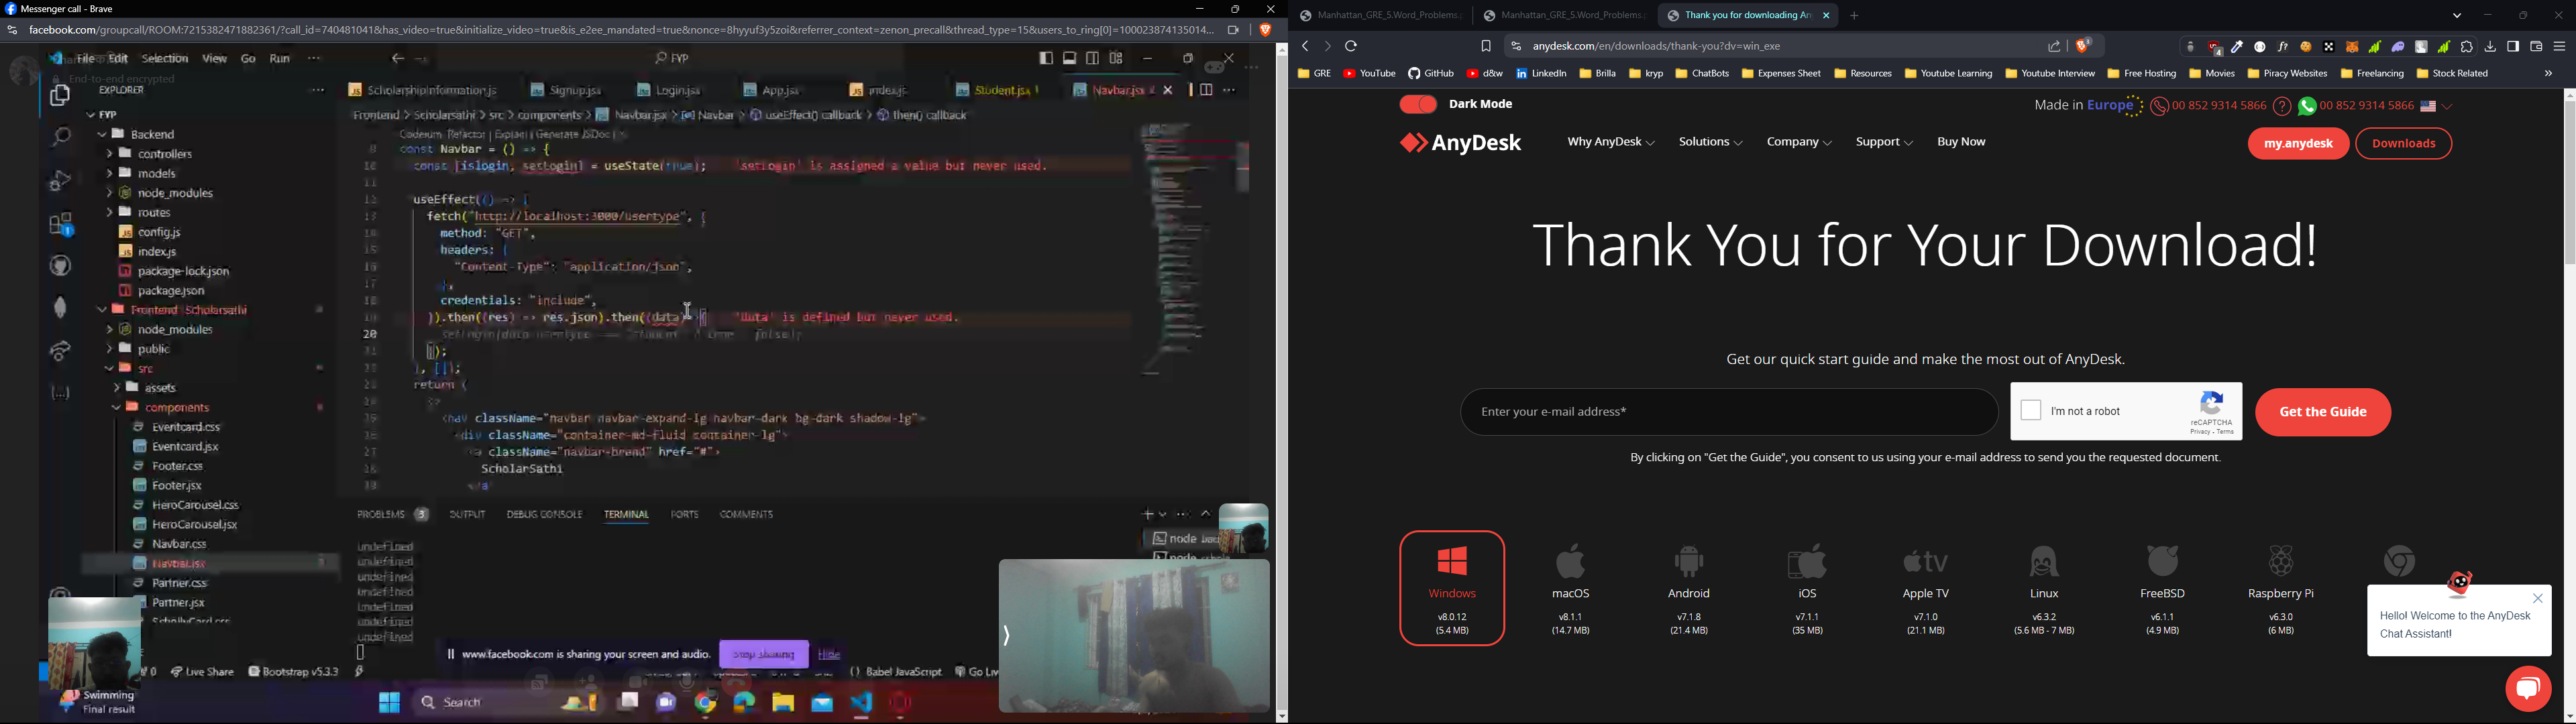 Messenger call - Brave
facebook.com/groupcall/ROOM:7215382471882361/?call_id=740481041&has_video=true&initialize_video=true&is_e2ee_mandated=true&nonce=8hyyuf3y5zoi&referrer_context=zenon_precall&thread_type=15&users_to_ring[0]=100023874135014...
File Edit Selection View Go Run ···
FYP
End-to-end encrypted
EXPLORER
ScholarshipInformation.js Signup.jsx Login.jsx App.jsx index.js Student.jsx 1 Navbar.jsx
Frontend > Scholarsathi > src > components > Navbar.jsx > Navbar > useEffect() callback > then() callback
FYP
Backend
controllers
models
node_modules
routes
config.js
index.js
package-lock.json
package.json
Frontend Scholarsathi
node_modules
public
src
assets
components
Eventcard.css
Eventcard.jsx
Footer.css
Footer.jsx
HeroCarousel.css
HeroCarousel.jsx
Navbar.css
Navbar.jsx
Partner.css
Partner.jsx
ScholyCard.css
Codeium: Refactor | Explain | Generate JSDoc | ×
const Navbar = () => {
const [islogin, setLogin] = useState(true); 'setLogin' is assigned a value but never used.
useEffect(() => {
fetch("http://localhost:3000/usertype", {
method: "GET",
headers: {
"Content-Type": "application/json",
},
credentials: "include",
}).then((res) => res.json).then((data) 'data' is defined but never used.
20
});
}, []);
return (
<>
<nav className="navbar navbar-expand-lg navbar-dark bg-dark shadow-lg">
<div className="container-md-fluid container-lg">
<a className="navbar-brand" href="#">
ScholarSathi
PROBLEMS 3 OUTPUT DEBUG CONSOLE TERMINAL PORTS COMMENTS
undefined
undefined
undefined
undefined
undefined
undefined
undefined
node
node
www.facebook.com is sharing your screen and audio. Stop sharing Hide
0 Live Share Bootstrap v5.3.3
Babel JavaScript Go Liv
Swimming
Final result
Search
Manhattan_GRE_5.Word_Problems.p
Manhattan_GRE_5.Word_Problems.
Thank you for downloading An
anydesk.com/en/downloads/thank-you?dv=win_exe
GRE YouTube GitHub d&w LinkedIn Brilla kryp ChatBots Expenses Sheet Resources Youtube Learning Youtube Interview Free Hosting Movies Piracy Websites Freelancing Stock Related
Dark Mode
Made in Europe 00 852 9314 5866 00 852 9314 5866
AnyDesk
Why AnyDesk Solutions Company Support Buy Now
my.anydesk
Downloads
Thank You for Your Download!
Get our quick start guide and make the most out of AnyDesk.
Enter your e-mail address*
I'm not a robot
reCAPTCHA
Privacy - Terms
Get the Guide
By clicking on "Get the Guide", you consent to us using your e-mail address to send you the requested document.
Windows macOS Android iOS Apple TV Linux FreeBSD Raspberry Pi
v8.0.12 v8.1.1 v7.1.8 v7.1.1 v7.1.0 v6.3.2 v6.1.1 v6.3.0
(5.4 MB) (14.7 MB) (21.4 MB) (35 MB) (21.1 MB) (5.6 MB - 7 MB) (4.9 MB) (6 MB)
Hello! Welcome to the AnyDesk
Chat Assistant!